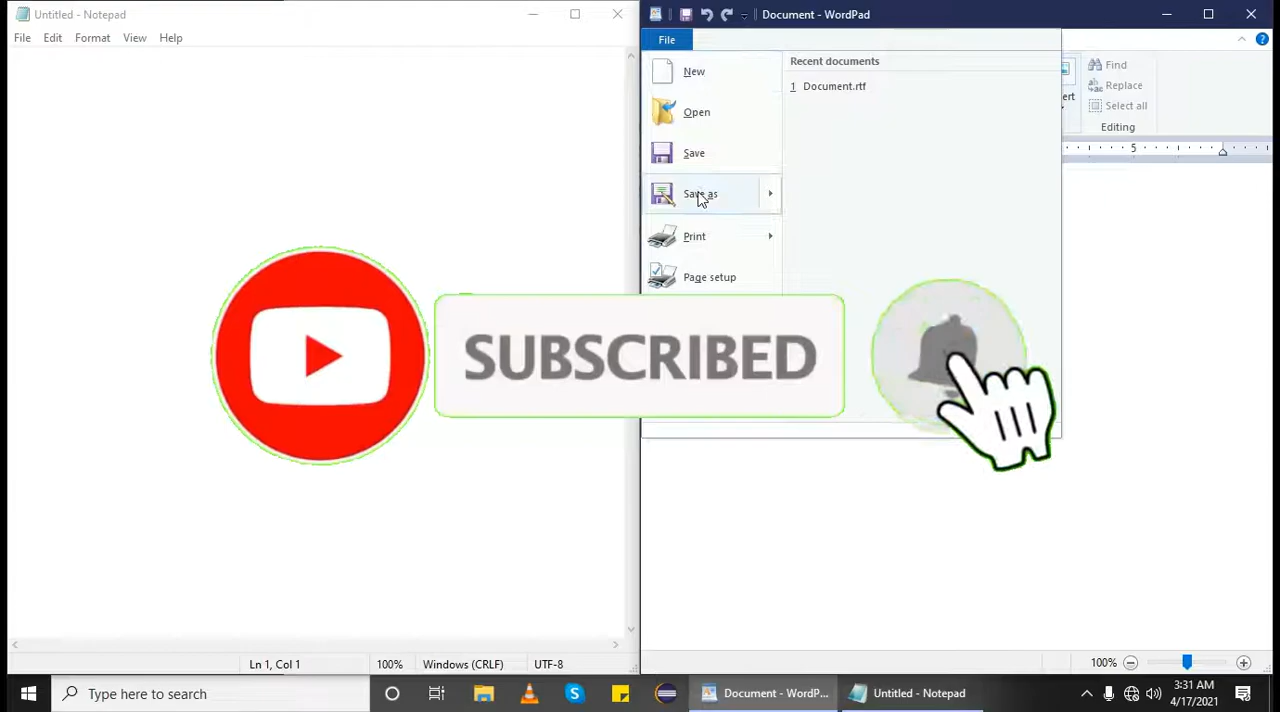 Untitled - Notepad
File Edit Format View Help
Document - WordPad
File
New
Open
Save
Save as
Print
Page setup
Recent documents
1 Document.rtf
Find
Replace
Select all
Editing
5
SUBSCRIBED
Ln 1, Col 1 100% Windows (CRLF) UTF-8
100%
Type here to search
Document - WordP...
Untitled - Notepad
3:31 AM
4/17/2021